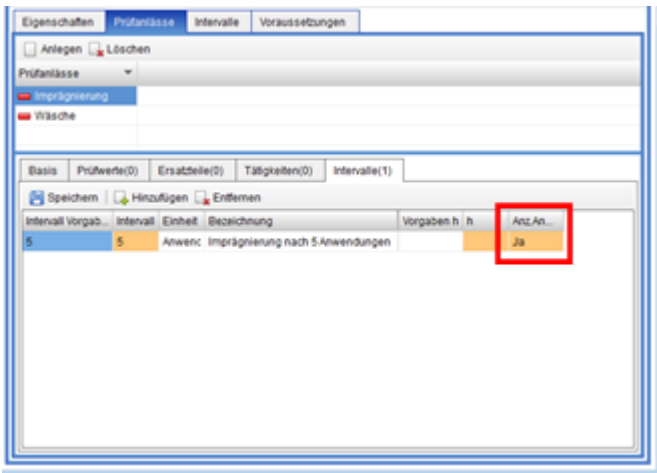 Eigenschaften Prüfanlässe Intervalle Voraussetzungen
Anlegen Löschen
Prüfanlässe
Imprägnierung
Wäsche
Basis Prüfwerte(0) Ersatzteile(0) Tätigkeiten(0) Intervalle(1)
Speichern Hinzufügen Entfernen
Intervall Vorgab... Intervall Einheit Bezeichnung Vorgaben h h Anz.An...
5 5 Anwenc Imprägnierung nach 5 Anwendungen Ja